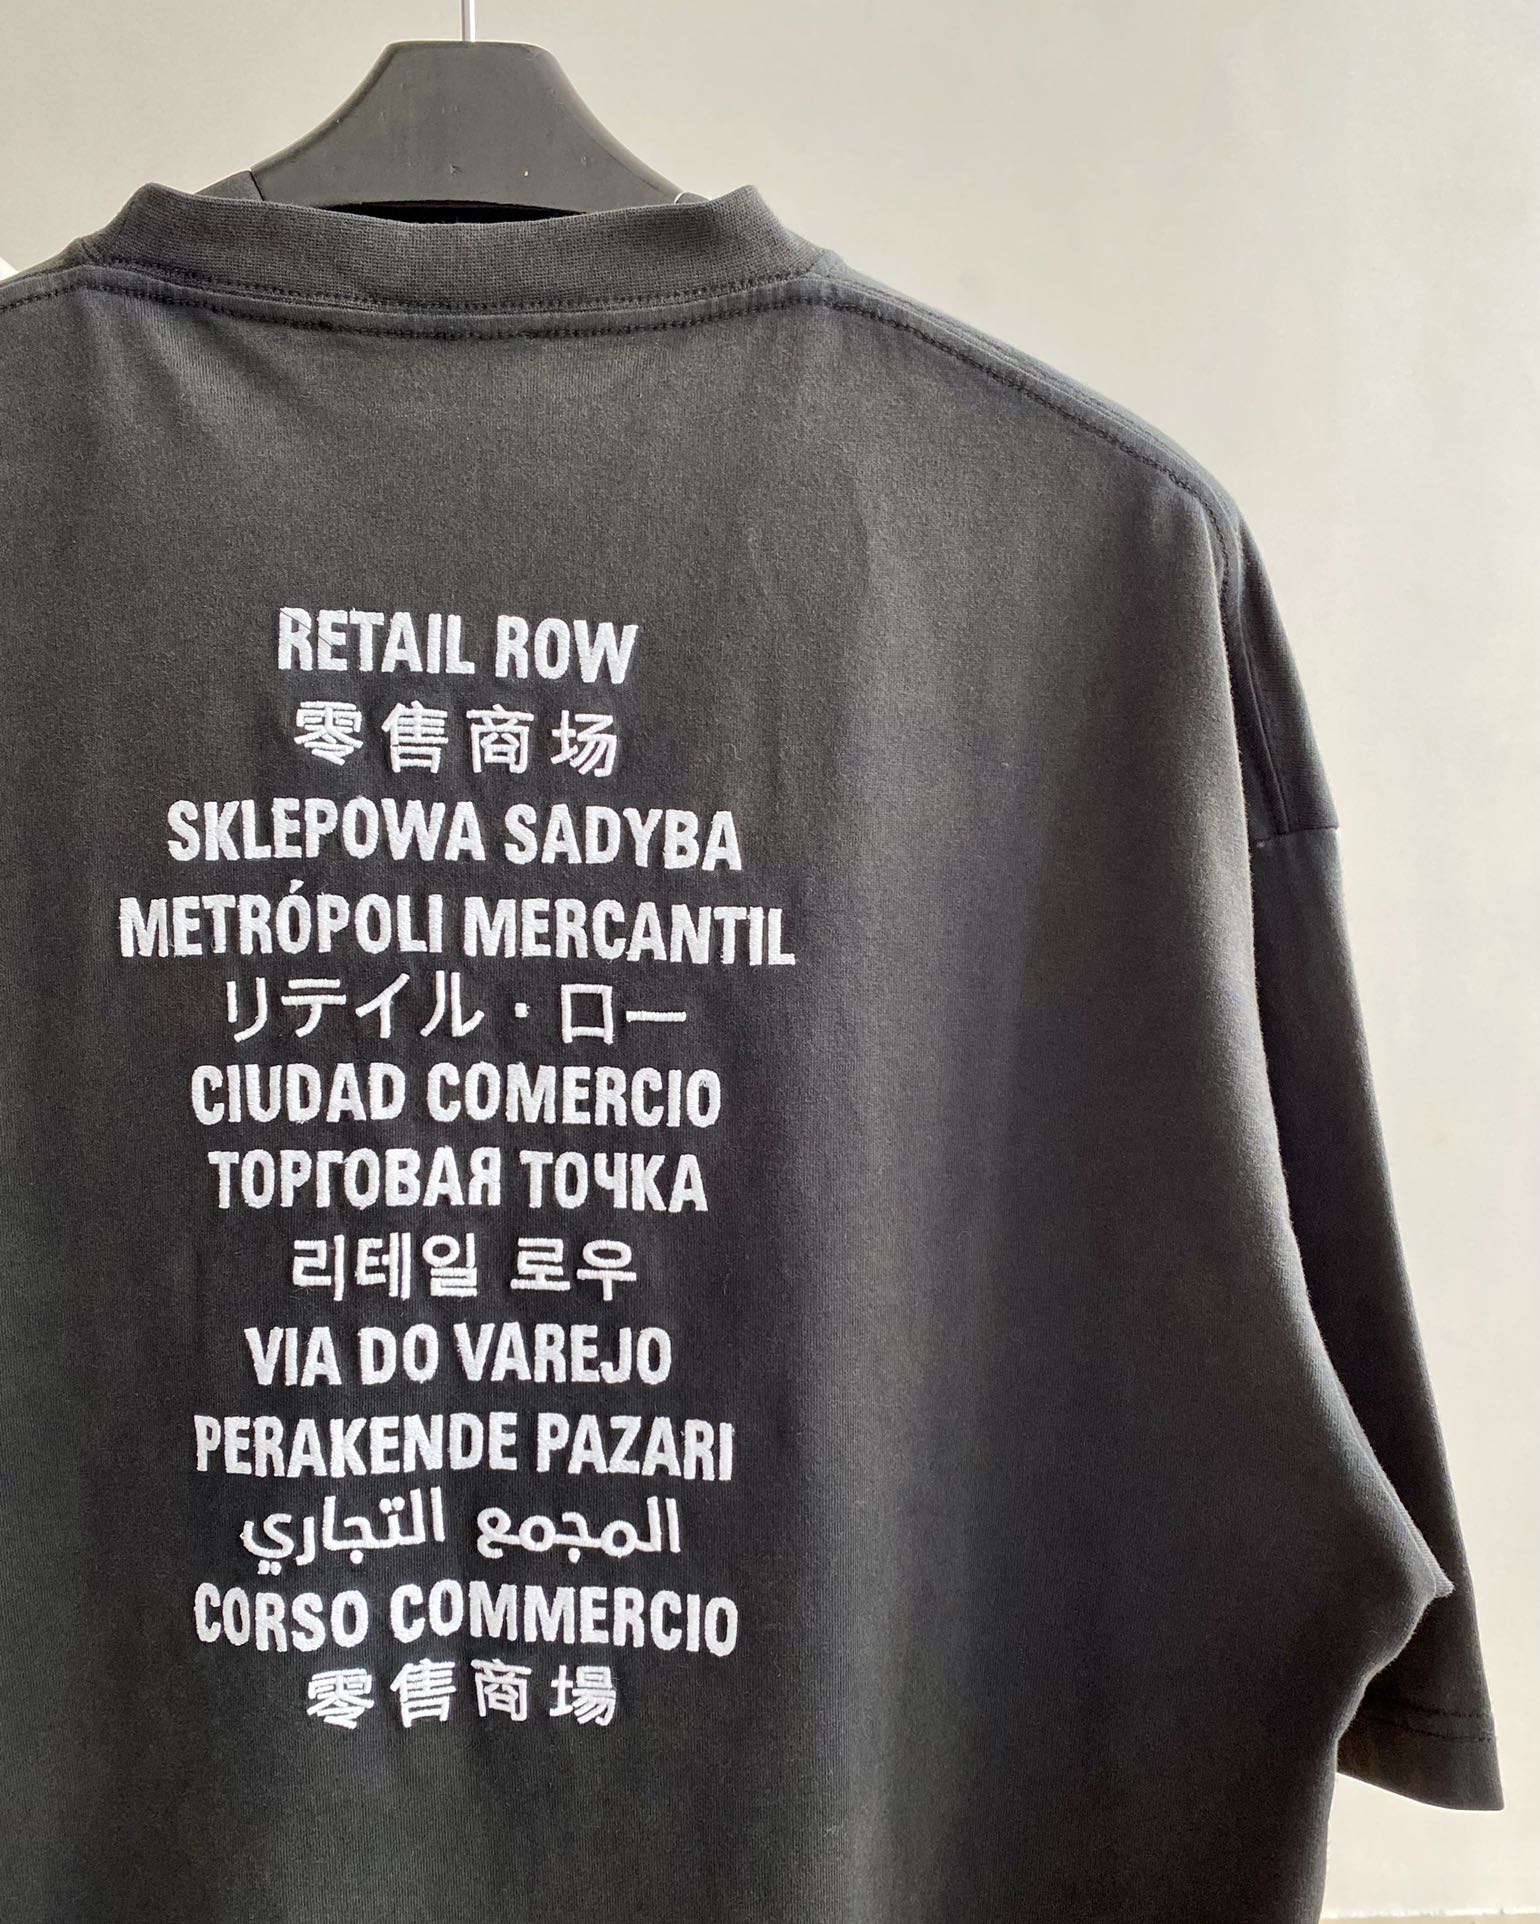 RETAIL ROW
零售商场
SKLEPOWA SADYBA
METRÓPOLI MERCANTIL
リテイル・ロー
CIUDAD COMERCIO
ТОРГОВАЯ ТОЧКА
리테일 로우
VIA DO VAREJO
PERAKENDE PAZARI
المجمع التجاري
CORSO COMMERCIO
零售商場